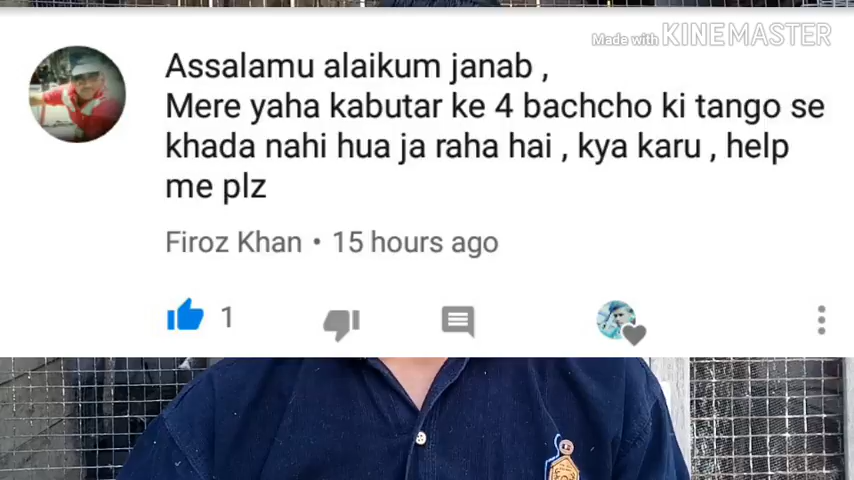 Made with KINEMASTER
Assalamu alaikum janab ,
Mere yaha kabutar ke 4 bachcho ki tango se
khada nahi hua ja raha hai , kya karu , help
me plz
Firoz Khan • 15 hours ago
1